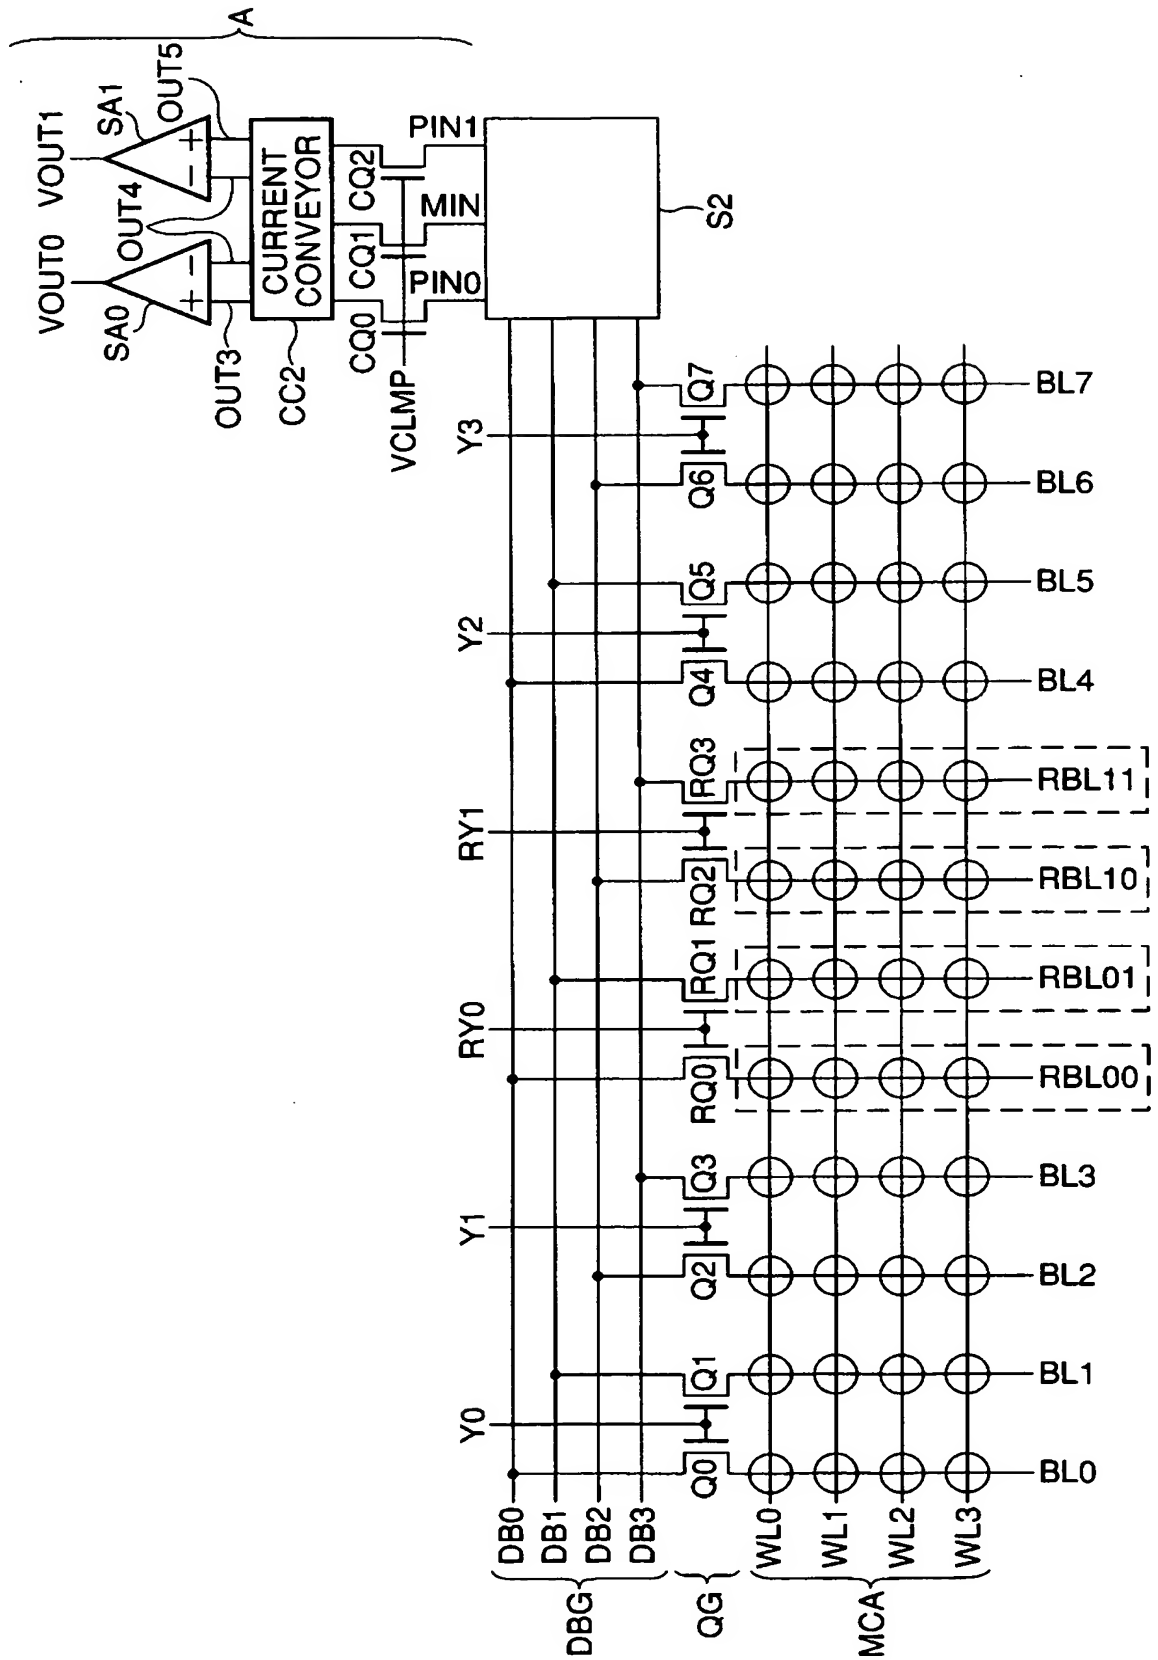 A
VOUT0
VOUT1
SA0
SA1
OUT3
OUT4
OUT5
+
−
−
+
CURRENT
CONVEYOR
CC2
CQ0
CQ1
CQ2
VCLMP
PIN0
MIN
PIN1
S2
Y0
Y1
RY0
RY1
Y2
Y3
DB0
DB1
DB2
DB3
DBG
Q0
Q1
Q2
Q3
RQ0
RQ1
RQ2
RQ3
Q4
Q5
Q6
Q7
QG
WL0
WL1
WL2
WL3
MCA
BL0
BL1
BL2
BL3
RBL00
RBL01
RBL10
RBL11
BL4
BL5
BL6
BL7